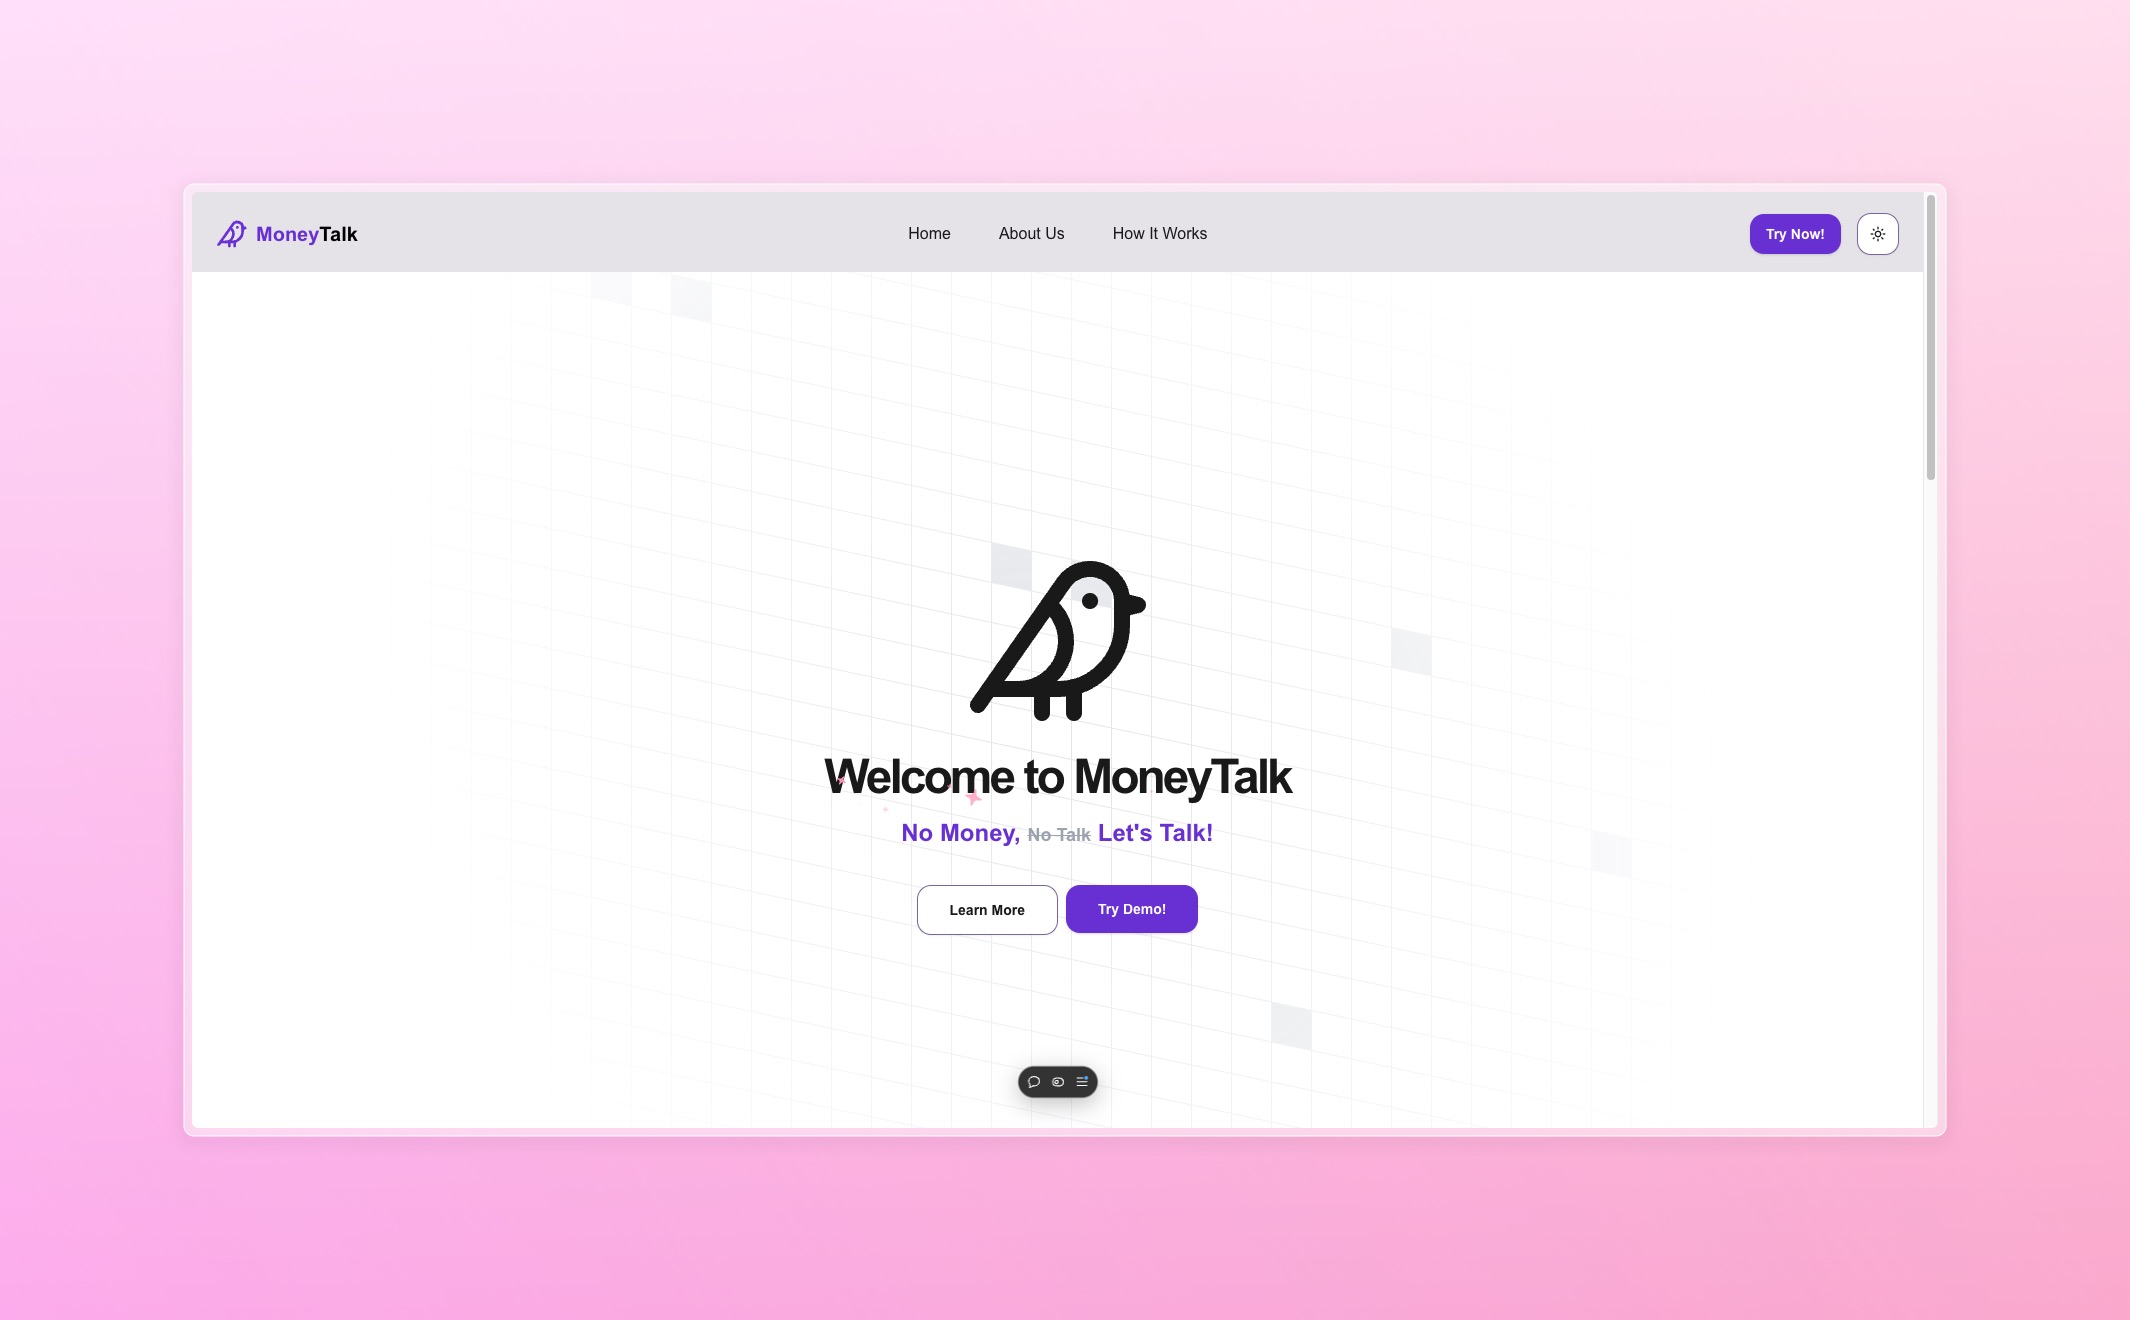 MoneyTalk
Home
About Us
How It Works
Try Now!
Welcome to MoneyTalk
No Money, No Talk Let's Talk!
Learn More
Try Demo!